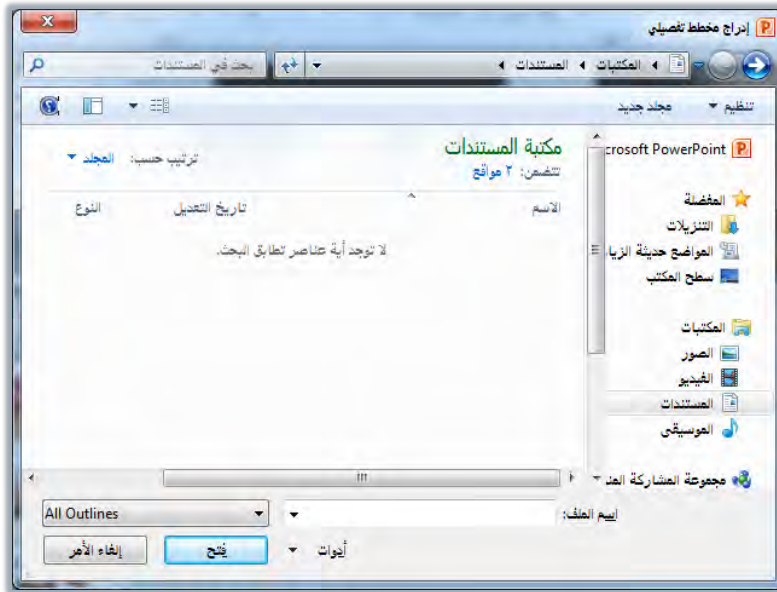 إدراج مخطط تفصيلي
المكتبات المستندات
بحث في المستندات
تنظيم مجلد جديد
crosoft PowerPoint
المفضلة
التنزيلات
المواضع حديثة الزيا
سطح المكتب
المكتبات
الصور
الفيديو
المستندات
الموسيقى
مجموعة المشاركة المنز
مكتبة المستندات
تتضمن: ٢ مواقع
ترتيب حسب: المجلد
الاسم تاريخ التعديل النوع
لا توجد أية عناصر تطابق البحث.
اسم الملف:
All Outlines
أدوات فتح إلغاء الأمر